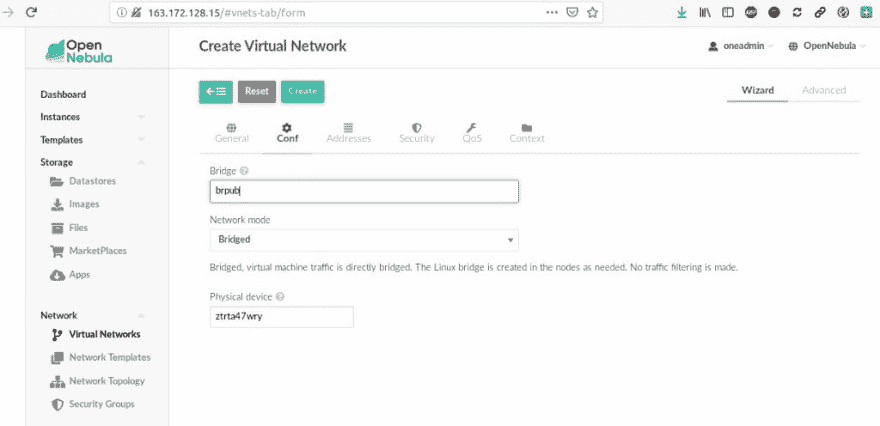 163.172.128.15/#vnets-tab/form
Open
Nebula
Create Virtual Network
oneadmin
OpenNebula
Dashboard
Instances
Templates
Storage
Datastores
Images
Files
MarketPlaces
Apps
Network
Virtual Networks
Network Templates
Network Topology
Security Groups
Reset
Create
Wizard
Advanced
General
Conf
Addresses
Security
QoS
Context
Bridge
brpub
Network mode
Bridged
Bridged, virtual machine traffic is directly bridged. The Linux bridge is created in the nodes as needed. No traffic filtering is made.
Physical device
ztrta47wry